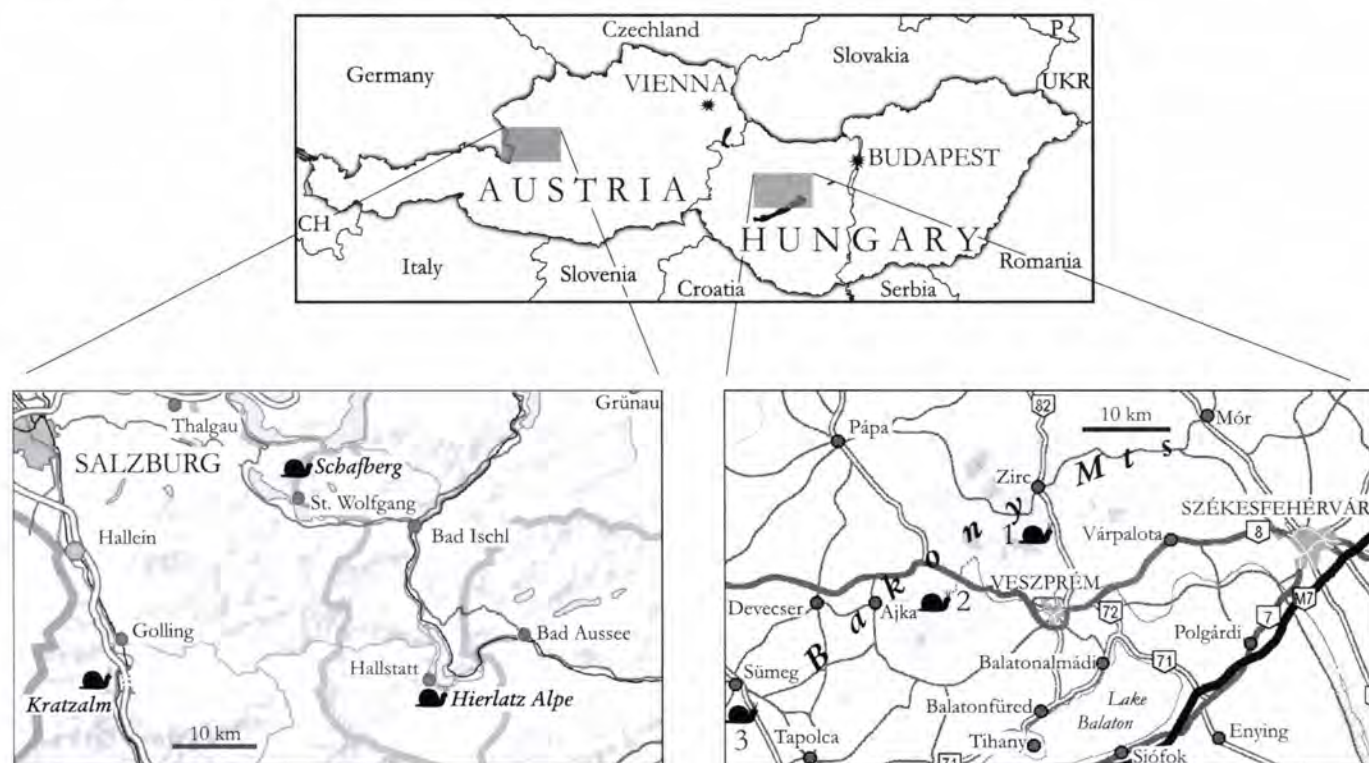 Czechland
P.
Slovakia
Germany
VIENNA
UKR
BUDAPEST
AUSTRIA
CH
HUNGARY
Romania
Italy
Slovenia
Croatia
Serbia
Grünau
Thalgau
SALZBURG
Schafberg
St. Wolfgang
Bad Ischl
Hallein
Golling
Bad Aussee
Hallstatt
Kratzalm
Hierlatz Alpe
10 km
82
10 km
Mór
Pápa
Bakony Mts
Zirc
SZÉKESFEHÉRVÁR
1
Várpalota
8
VESZPRÉM
M7
Devecser
Ajka
2
72
7
Polgárdi
Balatonalmádi
71
Sümeg
Lake
Balaton
Balatonfüred
3
Tapolca
Tihany
Enying
71
Siófok